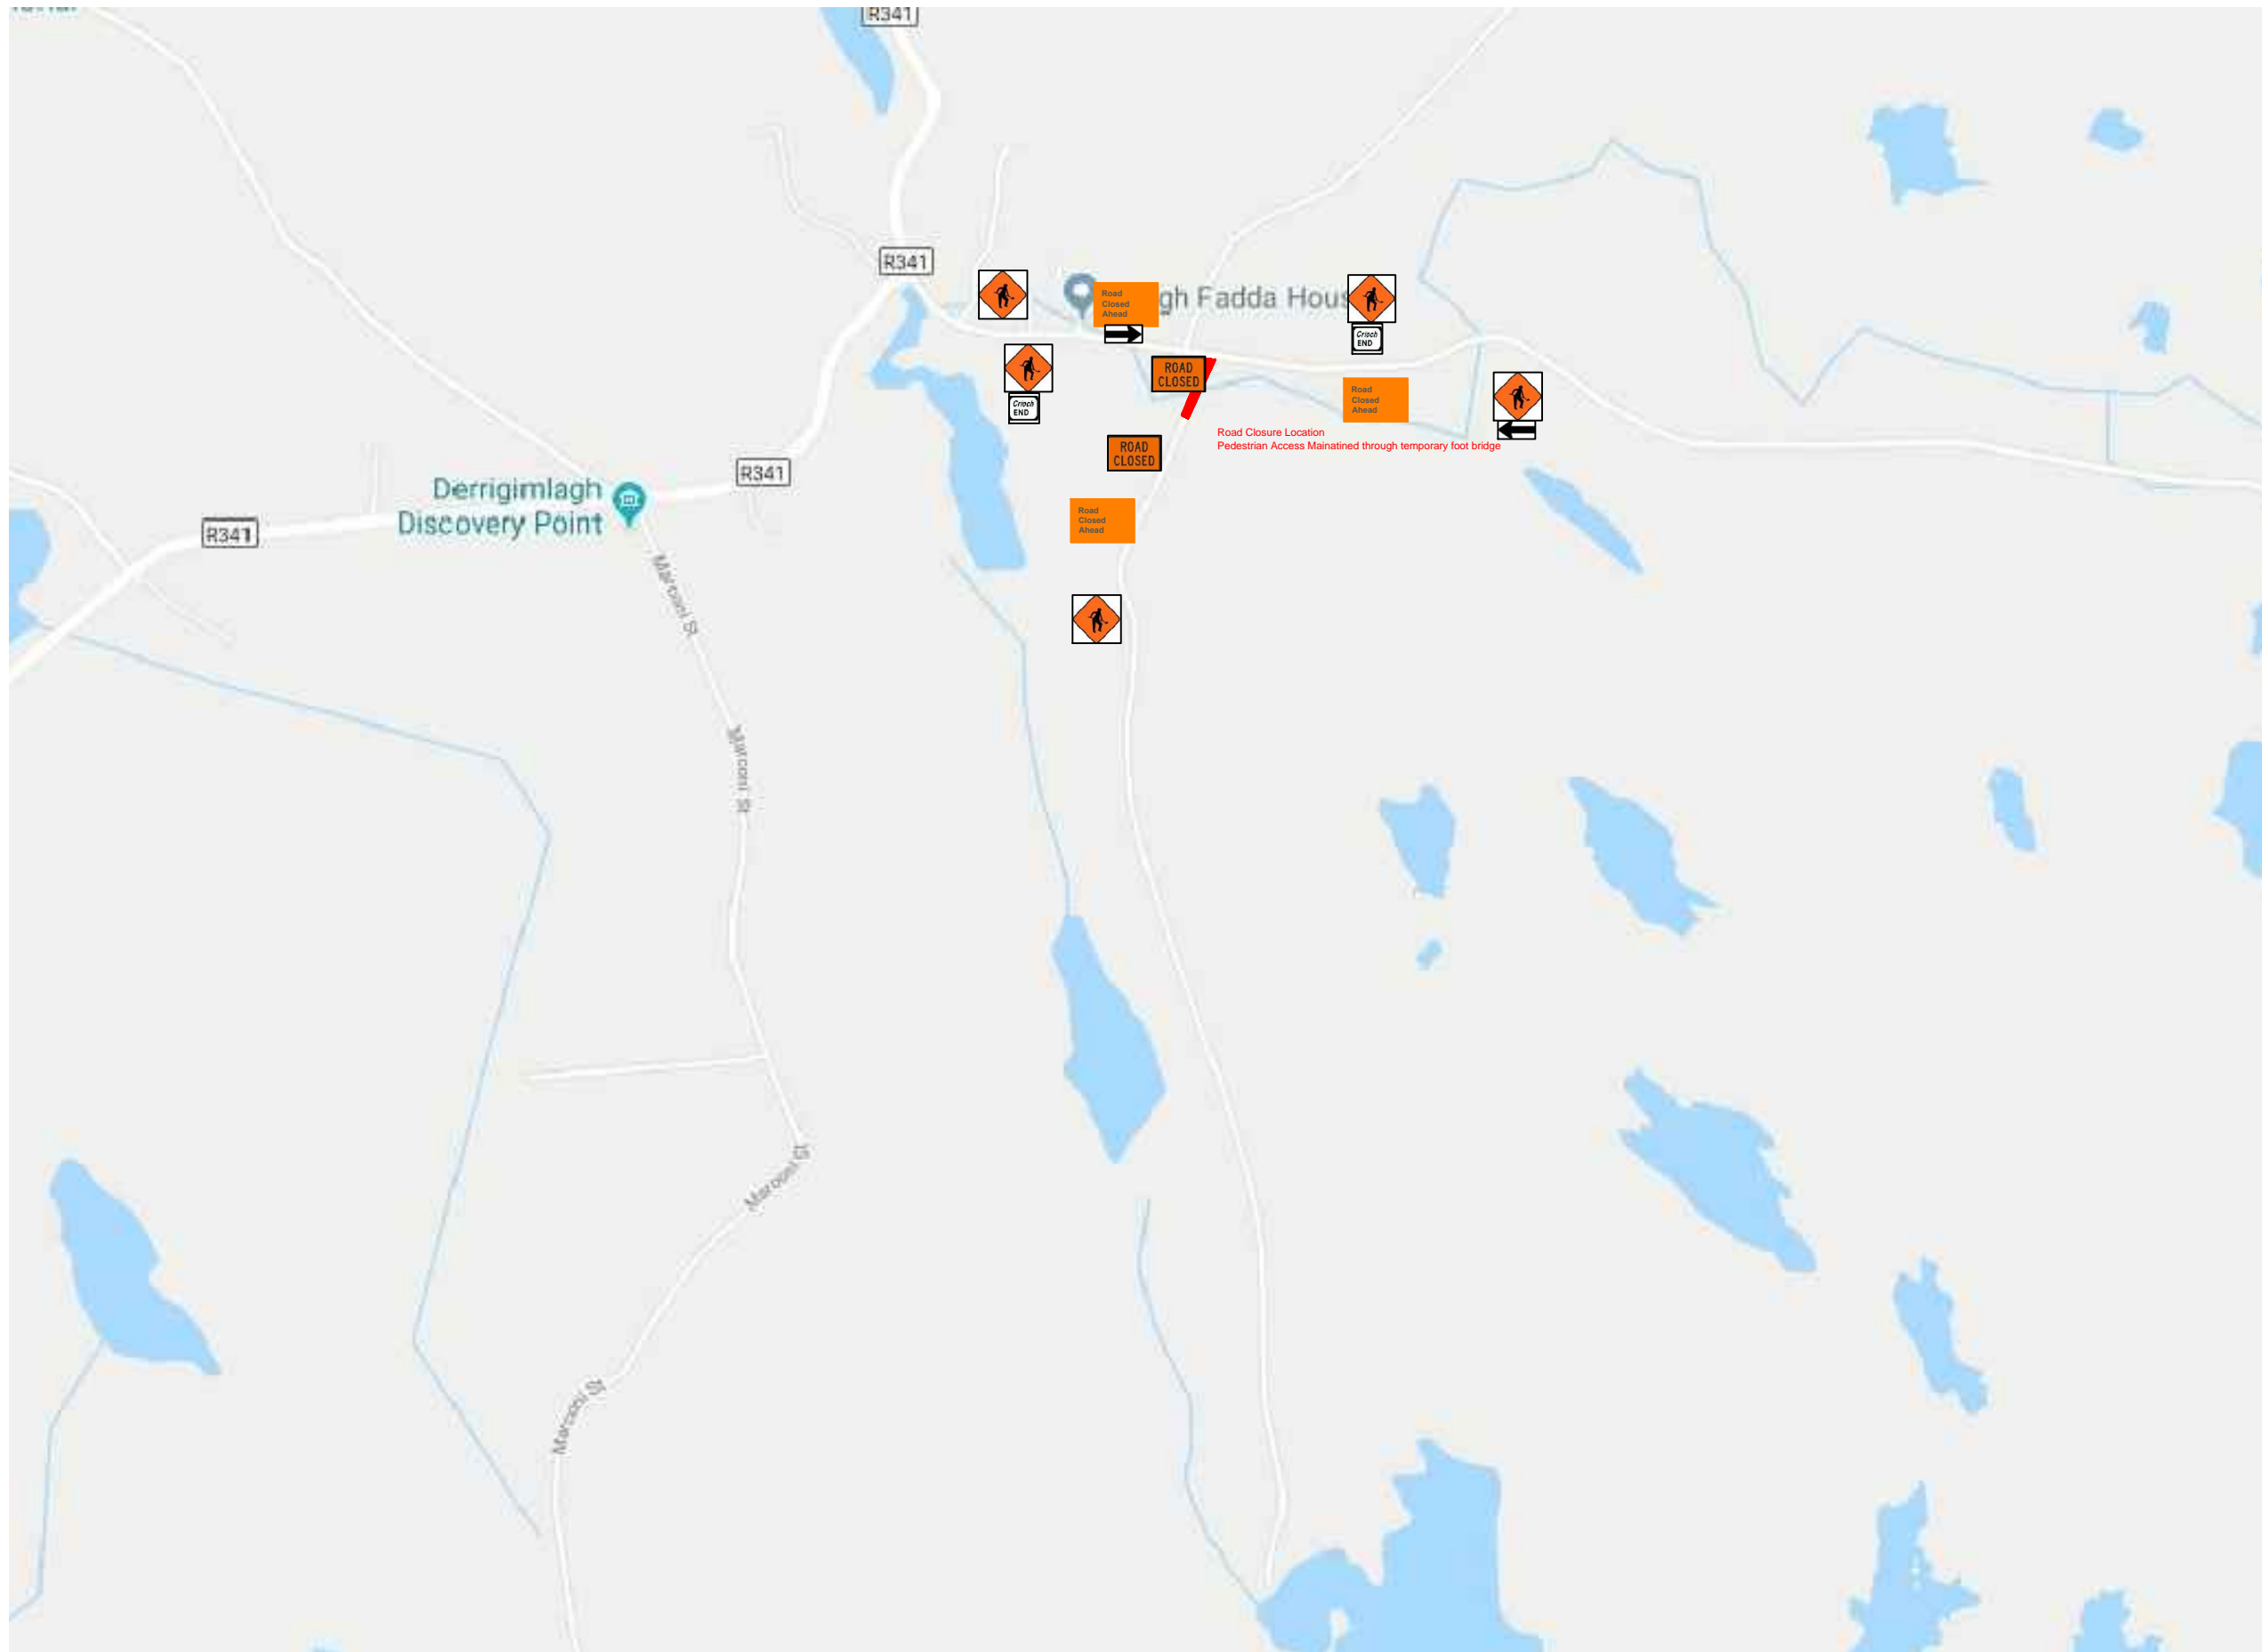 R341
R341
Road
Closed
Ahead
gh Fadda Hous
Críoch
END
ROAD
CLOSED
Road
Closed
Ahead
Críoch
END
Road Closure Location
Pedestrian Access Mainatined through temporary foot bridge
ROAD
CLOSED
R341
Derrigimlagh
Discovery Point
R341
Road
Closed
Ahead
Marconi St
Marconi St
Marconi St
Marconi St